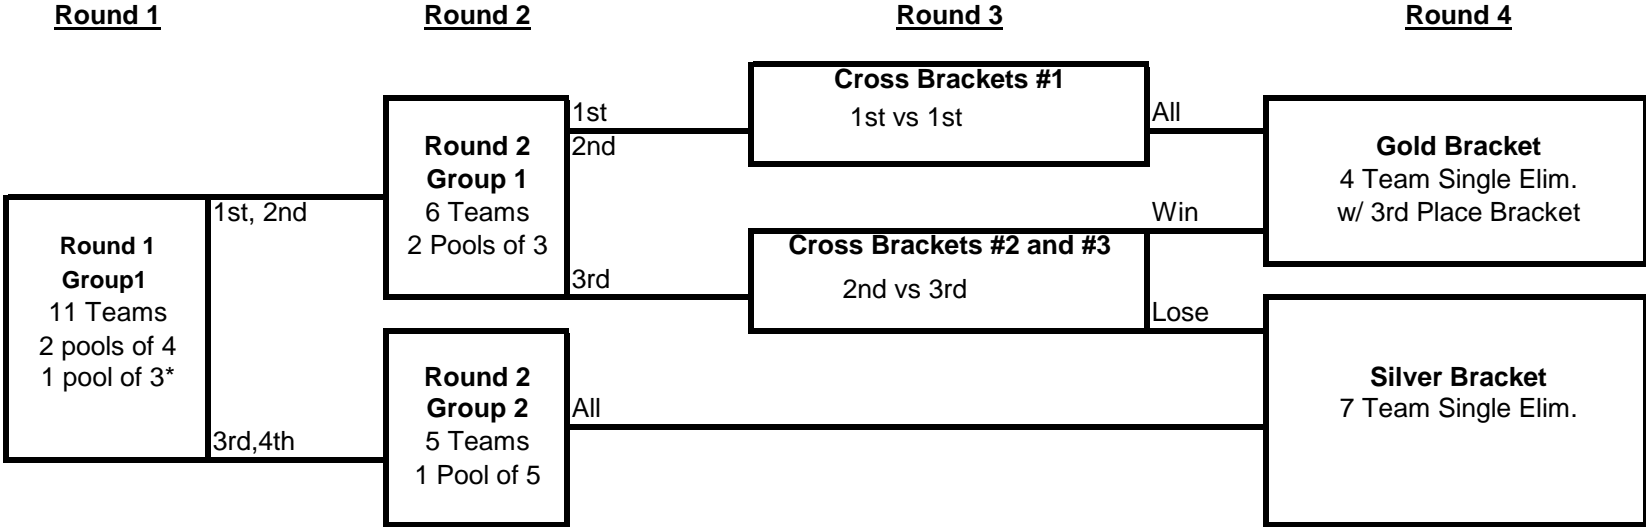 Round 1
Round 2
Round 3
Round 4
Round 1
Group1
11 Teams
2 pools of 4
1 pool of 3*
1st, 2nd
3rd,4th
Round 2
Group 1
6 Teams
2 Pools of 3
1st
2nd
3rd
Round 2
Group 2
5 Teams
1 Pool of 5
All
Cross Brackets #1
1st vs 1st
All
Cross Brackets #2 and #3
2nd vs 3rd
Win
Lose
Gold Bracket
4 Team Single Elim.
w/ 3rd Place Bracket
Silver Bracket
7 Team Single Elim.